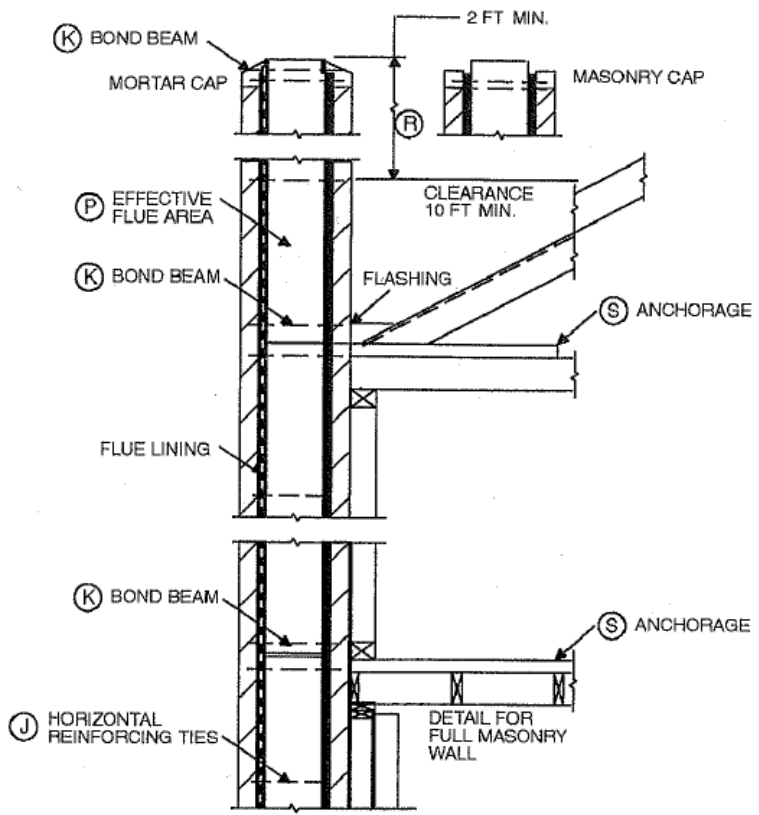 2 FT MIN.
K BOND BEAM
MORTAR CAP
MASONRY CAP
R
CLEARANCE
10 FT MIN.
P EFFECTIVE
FLUE AREA
K BOND BEAM
FLASHING
S ANCHORAGE
FLUE LINING
K BOND BEAM
S ANCHORAGE
J HORIZONTAL
REINFORCING TIES
DETAIL FOR
FULL MASONRY
WALL